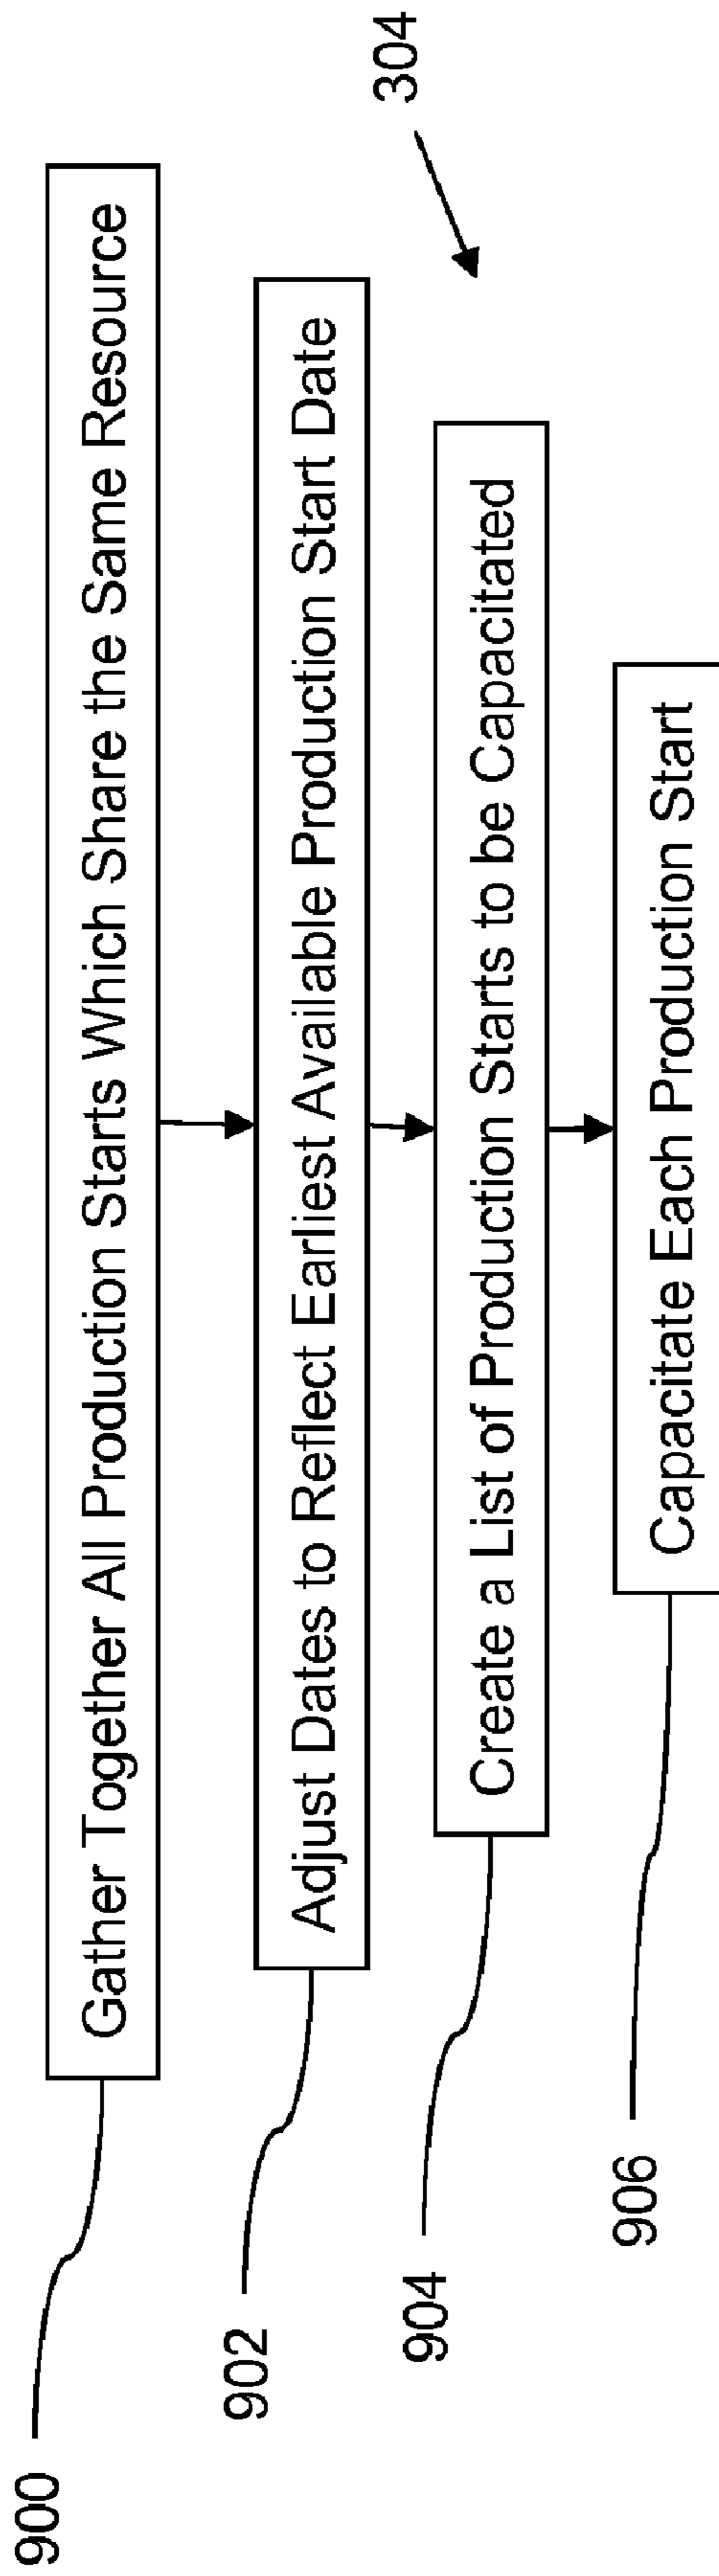 304
900
Gather Together All Production Starts Which Share the Same Resource
902
Adjust Dates to Reflect Earliest Available Production Start Date
904
Create a List of Production Starts to be Capacitated
906
Capacitate Each Production Start